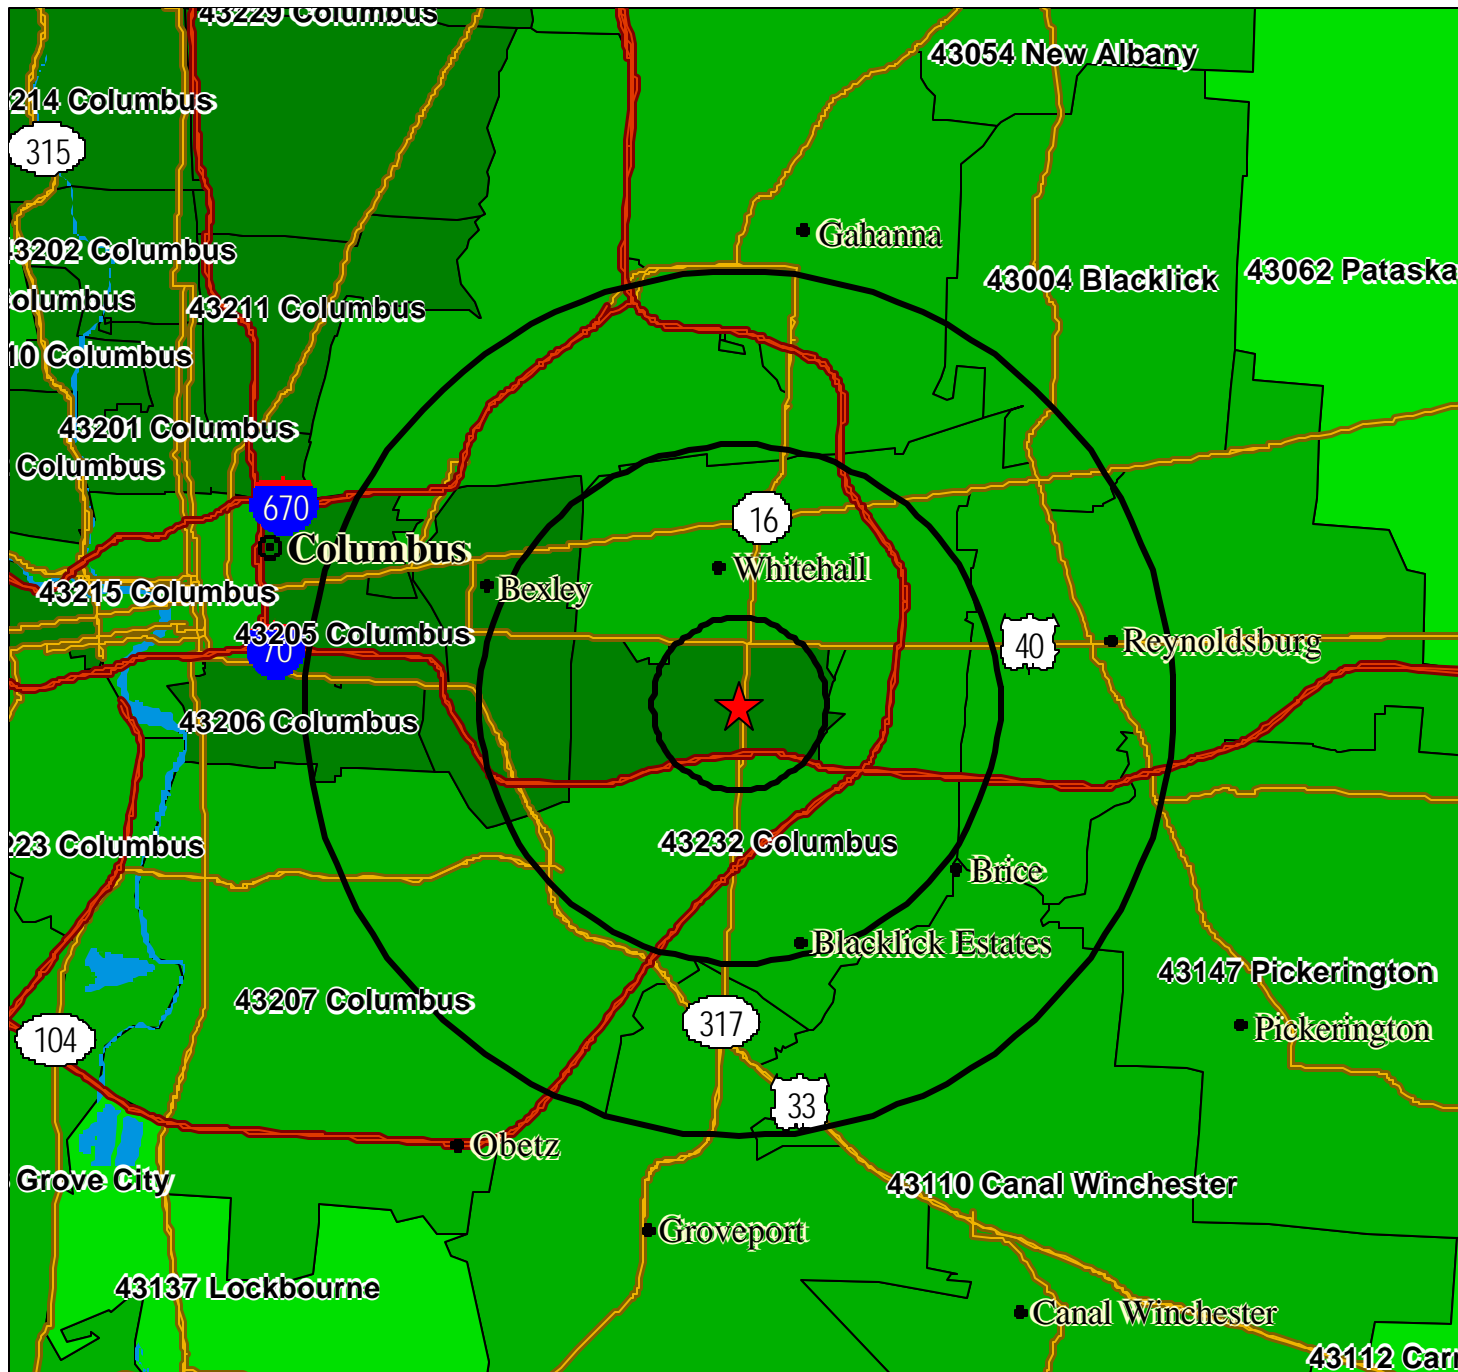 43229 Columbus
43054 New Albany
214 Columbus
315
Gahanna
43202 Columbus
43004 Blacklick
43062 Pataska
olumbus
43211 Columbus
10 Columbus
43201 Columbus
Columbus
670
16
Columbus
Whitehall
Bexley
43215 Columbus
43205 Columbus
40
Reynoldsburg
70
43206 Columbus
223 Columbus
43232 Columbus
Brice
Blacklick Estates
43147 Pickerington
43207 Columbus
317
Pickerington
104
33
Obetz
Grove City
43110 Canal Winchester
Groveport
43137 Lockbourne
Canal Winchester
43112 Carr